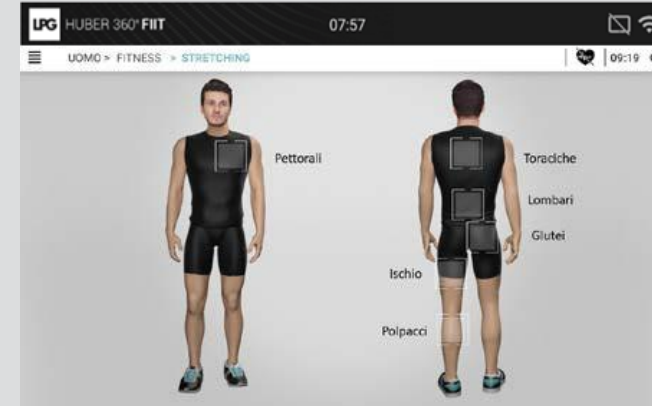 LPG HUBER 360° FIIT 07:57
UOMO > FITNESS > STRETCHING 09:19
Pettorali
Toraciche
Lombari
Glutei
Ischio
Polpacci